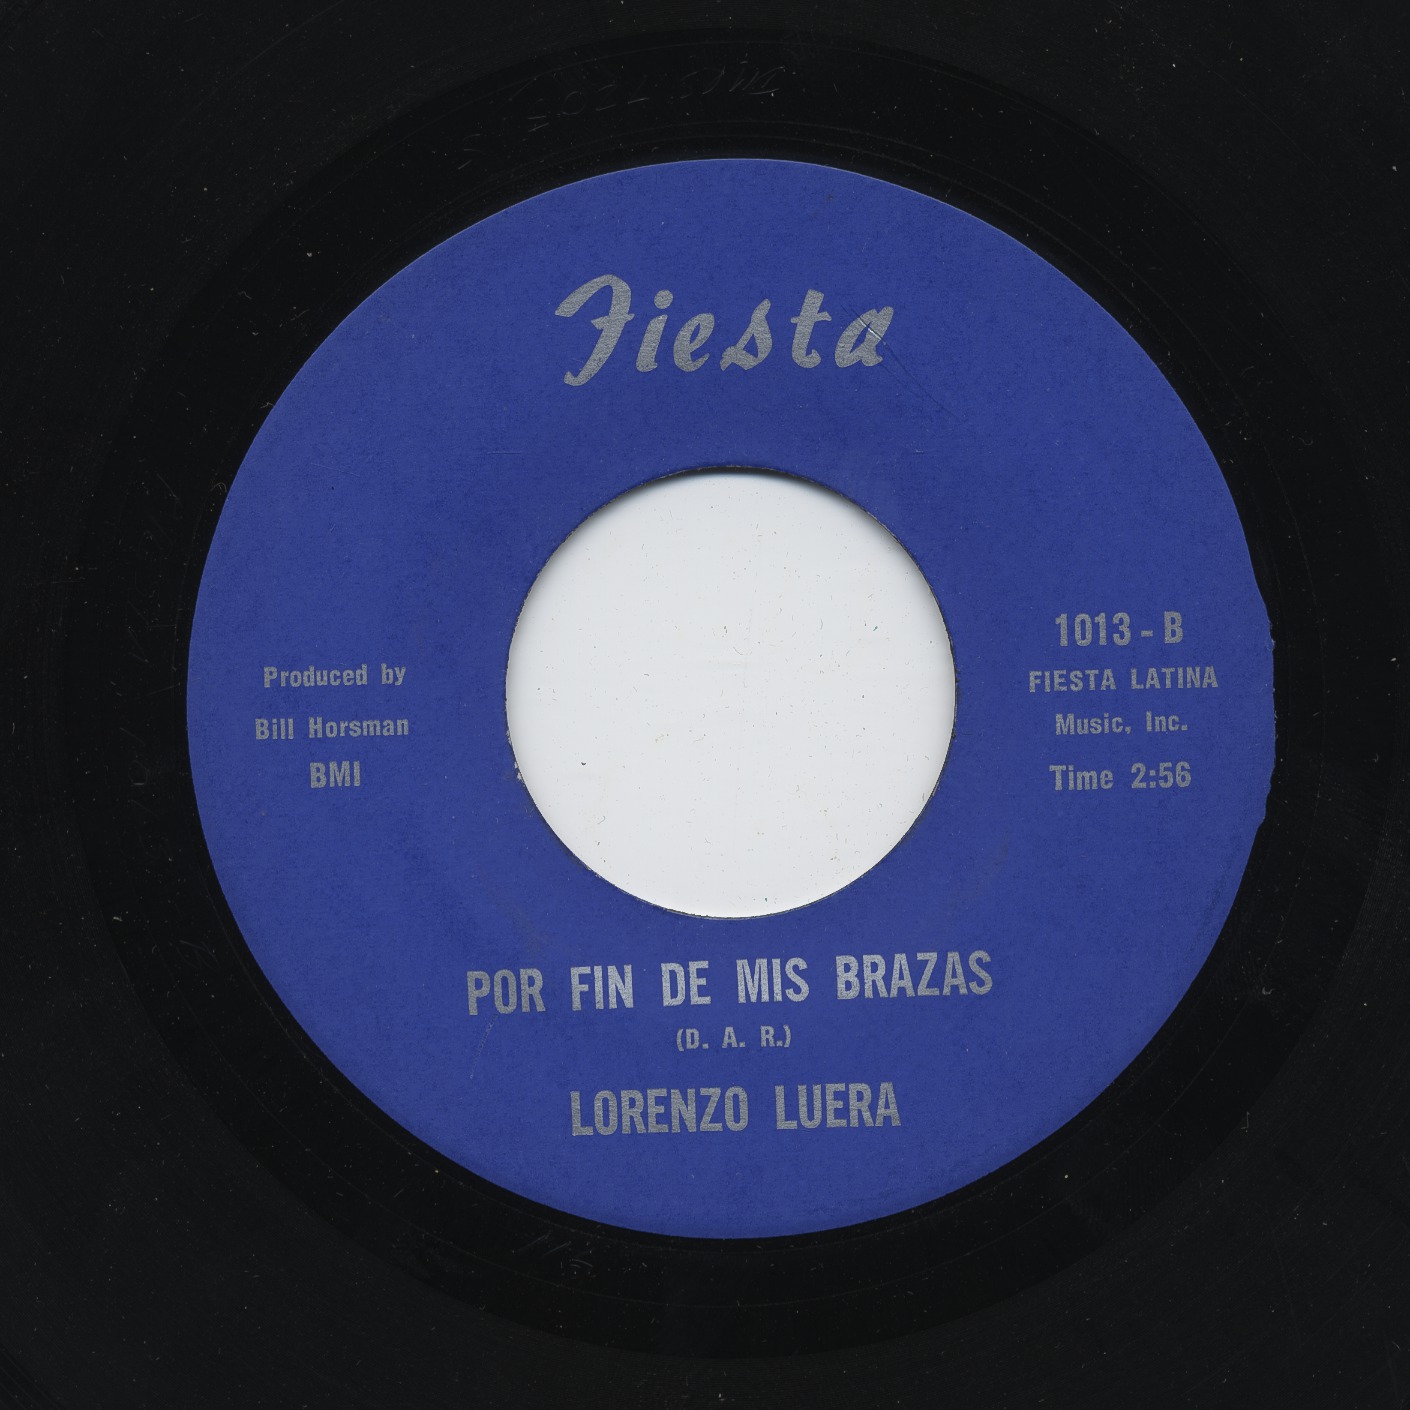 Fiesta
Produced by
Bill Horsman
BMI
1013 - B
FIESTA LATINA
Music, Inc.
Time 2:56
POR FIN DE MIS BRAZAS
(D. A. R.)
LORENZO LUERA